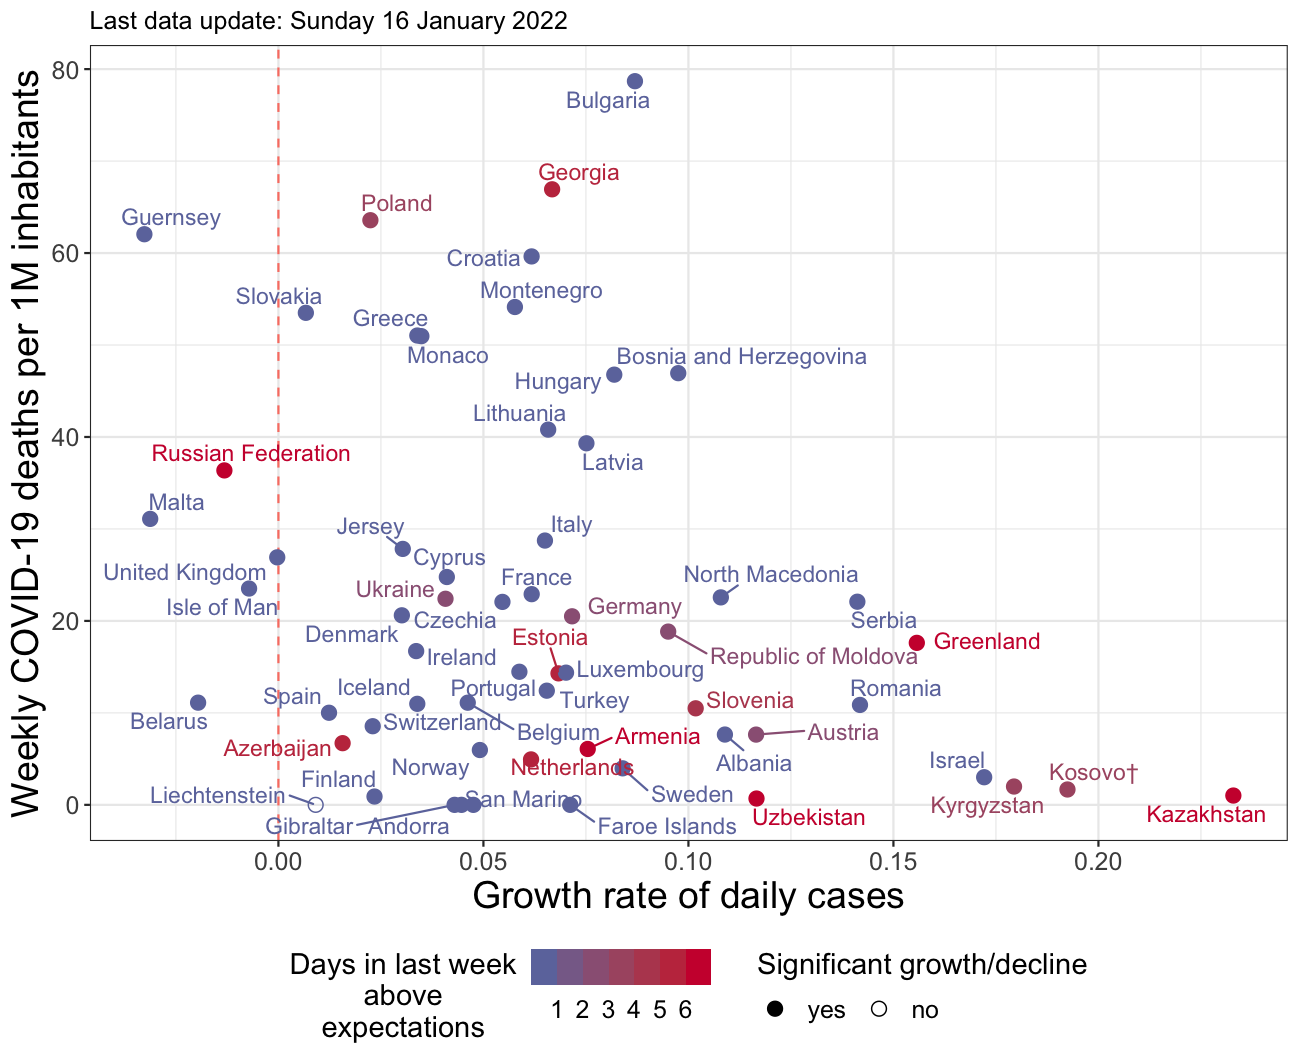 Last data update: Sunday 16 January 2022
Weekly COVID-19 deaths per 1M inhabitants
80
60
40
20
0
Bulgaria
Georgia
Poland
Guernsey
Croatia
Montenegro
Slovakia
Greece
Monaco
Bosnia and Herzegovina
Hungary
Lithuania
Latvia
Russian Federation
Malta
Jersey
Italy
Cyprus
United Kingdom
France
North Macedonia
Ukraine
Isle of Man
Germany
Czechia
Serbia
Denmark
Estonia
Greenland
Ireland
Republic of Moldova
Luxembourg
Spain
Iceland
Portugal
Turkey
Slovenia
Romania
Belarus
Switzerland
Belgium
Armenia
Austria
Azerbaijan
Norway
Netherlands
Albania
Israel
Kosovo†
Finland
Liechtenstein
San Marino
Sweden
Kyrgyzstan
Gibraltar
Andorra
Faroe Islands
Uzbekistan
Kazakhstan
0.00 0.05 0.10 0.15 0.20
Growth rate of daily cases
Days in last week
above
expectations
1 2 3 4 5 6
Significant growth/decline
yes no